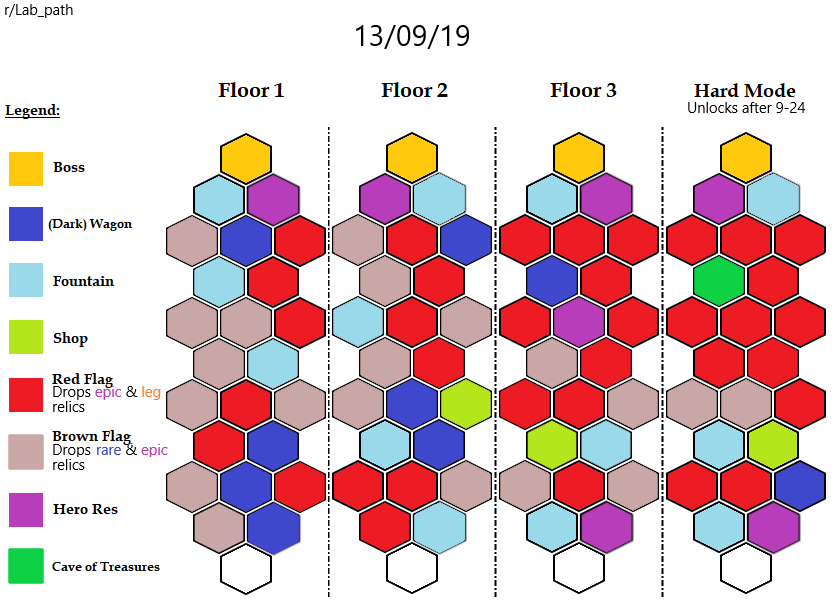 r/Lab_path
13/09/19
Floor 1
Floor 2
Floor 3
Hard Mode
Unlocks after 9-24
Legend:
Boss
(Dark) Wagon
Fountain
Shop
Red Flag
Drops epic & leg
relics
Brown Flag
Drops rare & epic
relics
Hero Res
Cave of Treasures